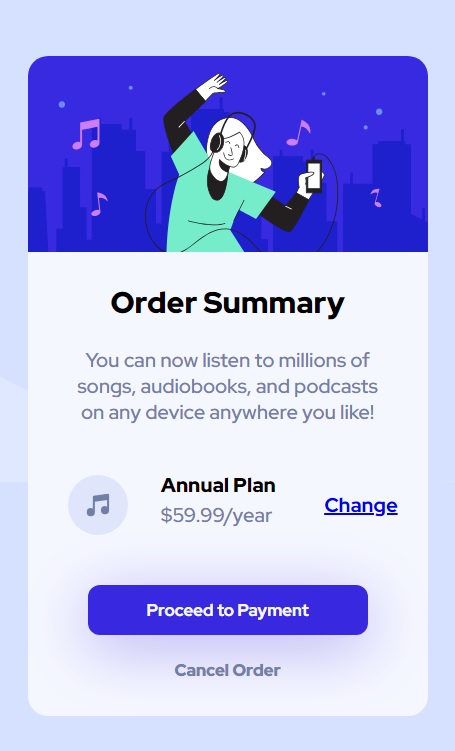 Order Summary
You can now listen to millions of
songs, audiobooks, and podcasts
on any device anywhere you like!
Annual Plan
$59.99/year
Change
Proceed to Payment
Cancel Order